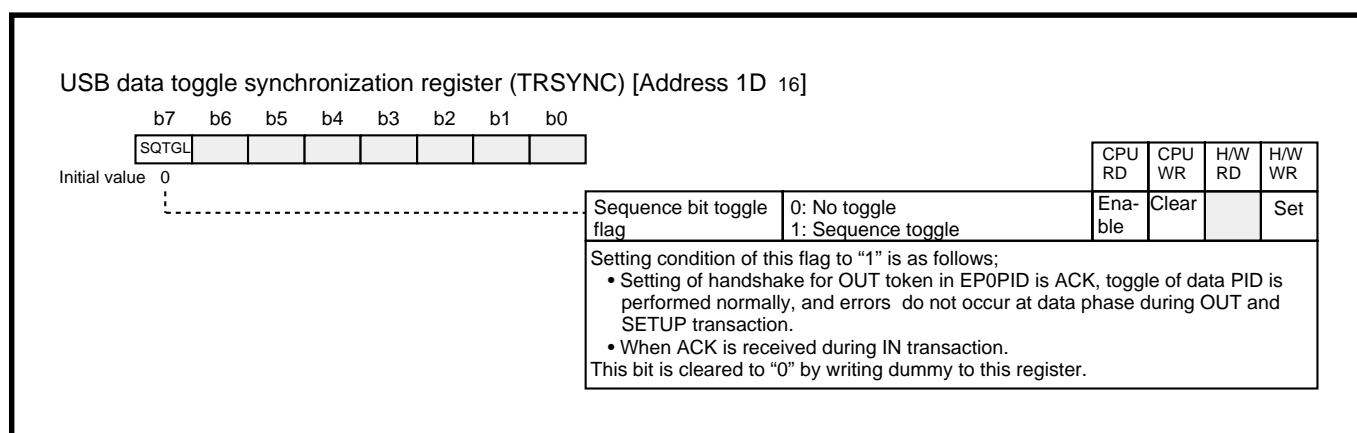 USB data toggle synchronization register (TRSYNC) [Address 1D 16]
b7 b6 b5 b4 b3 b2 b1 b0
SQTGL
Initial value 0
CPU RD
CPU WR
H/W RD
H/W WR
Sequence bit toggle
flag
0: No toggle
1: Sequence toggle
Ena-
ble
Clear
Set
Setting condition of this flag to “1” is as follows;
• Setting of handshake for OUT token in EP0PID is ACK, toggle of data PID is
performed normally, and errors do not occur at data phase during OUT and
SETUP transaction.
• When ACK is received during IN transaction.
This bit is cleared to “0” by writing dummy to this register.